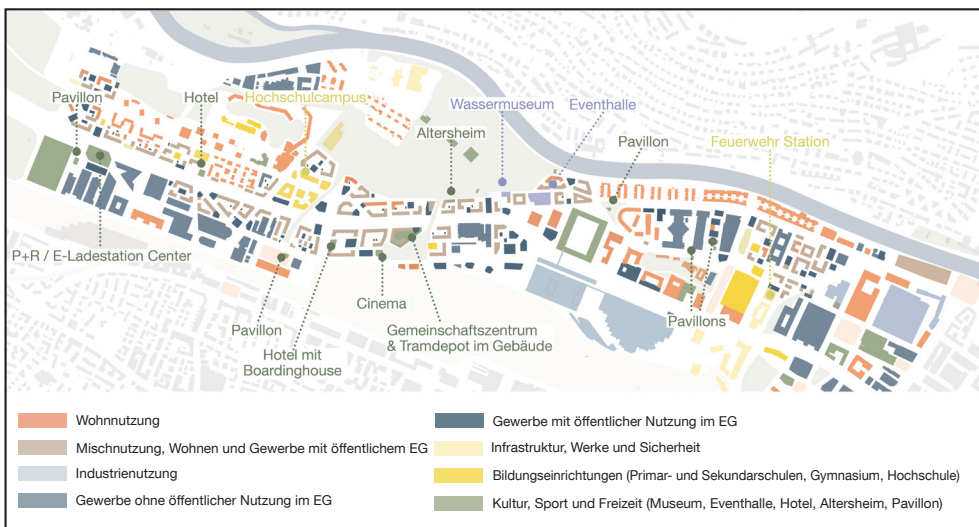 Pavillon
Hotel
Hochschulcampus
Wassermuseum
Eventhalle
Altersheim
Pavillon
Feuerwehr Station
P+R / E-Ladestation Center
Cinema
Pavillon
Gemeinschaftszentrum
& Tramdepot im Gebäude
Pavillons
Hotel mit
Boardinghouse
Wohnnutzung
Mischnutzung, Wohnen und Gewerbe mit öffentlichem EG
Industrienutzung
Gewerbe ohne öffentlicher Nutzung im EG
Gewerbe mit öffentlicher Nutzung im EG
Infrastruktur, Werke und Sicherheit
Bildungseinrichtungen (Primar- und Sekundarschulen, Gymnasium, Hochschule)
Kultur, Sport und Freizeit (Museum, Eventhalle, Hotel, Altersheim, Pavillon)